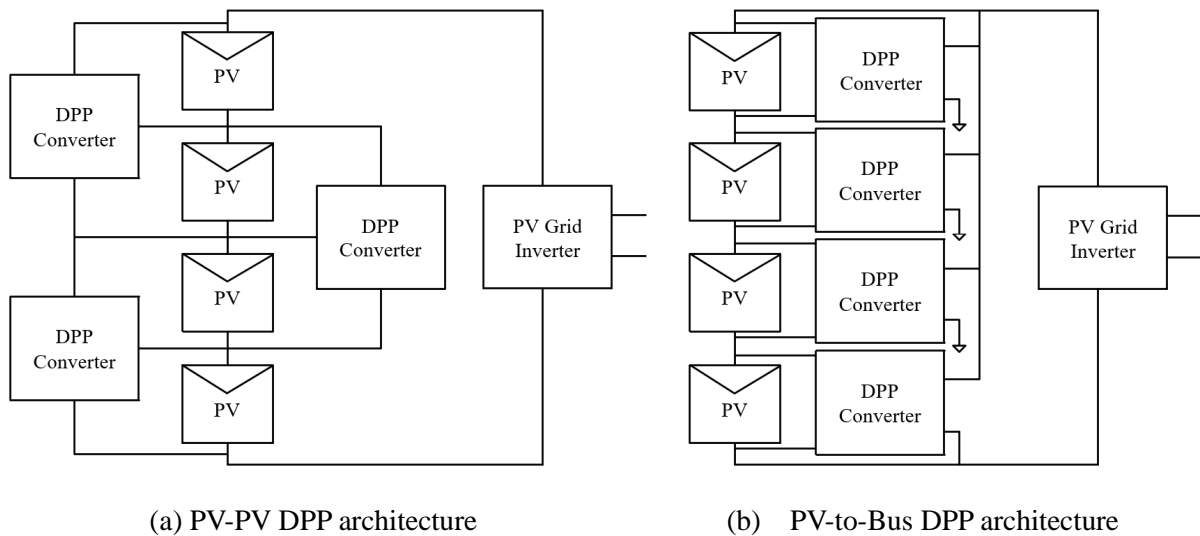 PV
DPP
Converter
PV
DPP
Converter
PV Grid
Inverter
PV
DPP
Converter
PV
(a) PV-PV DPP architecture
PV
DPP
Converter
PV
DPP
Converter
PV Grid
Inverter
PV
DPP
Converter
PV
DPP
Converter
(b) PV-to-Bus DPP architecture